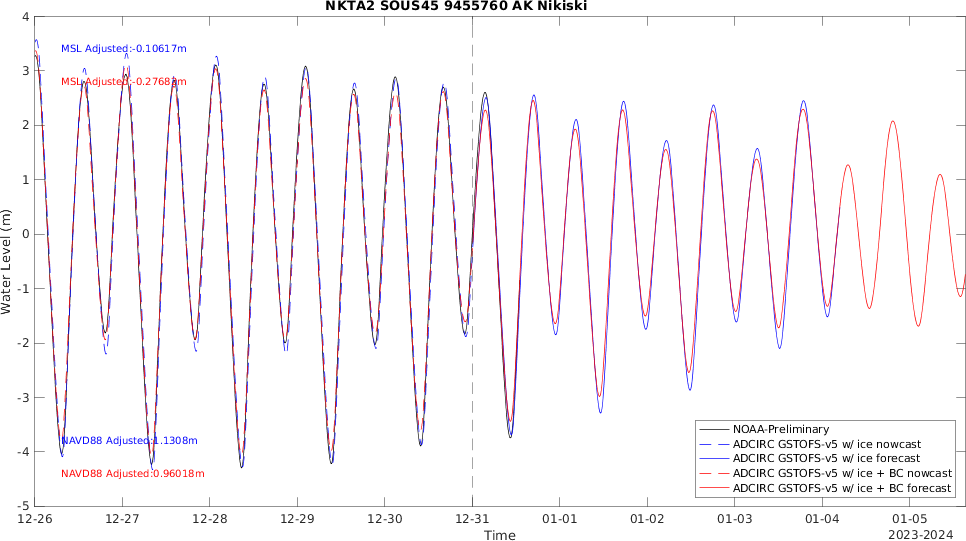 NKTA2 SOUS45 9455760 AK Nikiski
4
MSL Adjusted:-0.10617m
3
MSL Adjusted:-0.2768
2
1
0
-1
-2
-3
-4
-5
Water Level (m)
NAVD88 Adjusted:1.1308m
NAVD88 Adjusted:0.96018m
NOAA-Preliminary
ADCIRC GSTOFS-v5 w/ ice nowcast
ADCIRC GSTOFS-v5 w/ ice forecast
ADCIRC GSTOFS-v5 w/ ice + BC nowcast
ADCIRC GSTOFS-v5 w/ ice + BC forecast
12-26 12-27 12-28 12-29 12-30 12-31 01-01 01-02 01-03 01-04 01-05
Time
2023-2024